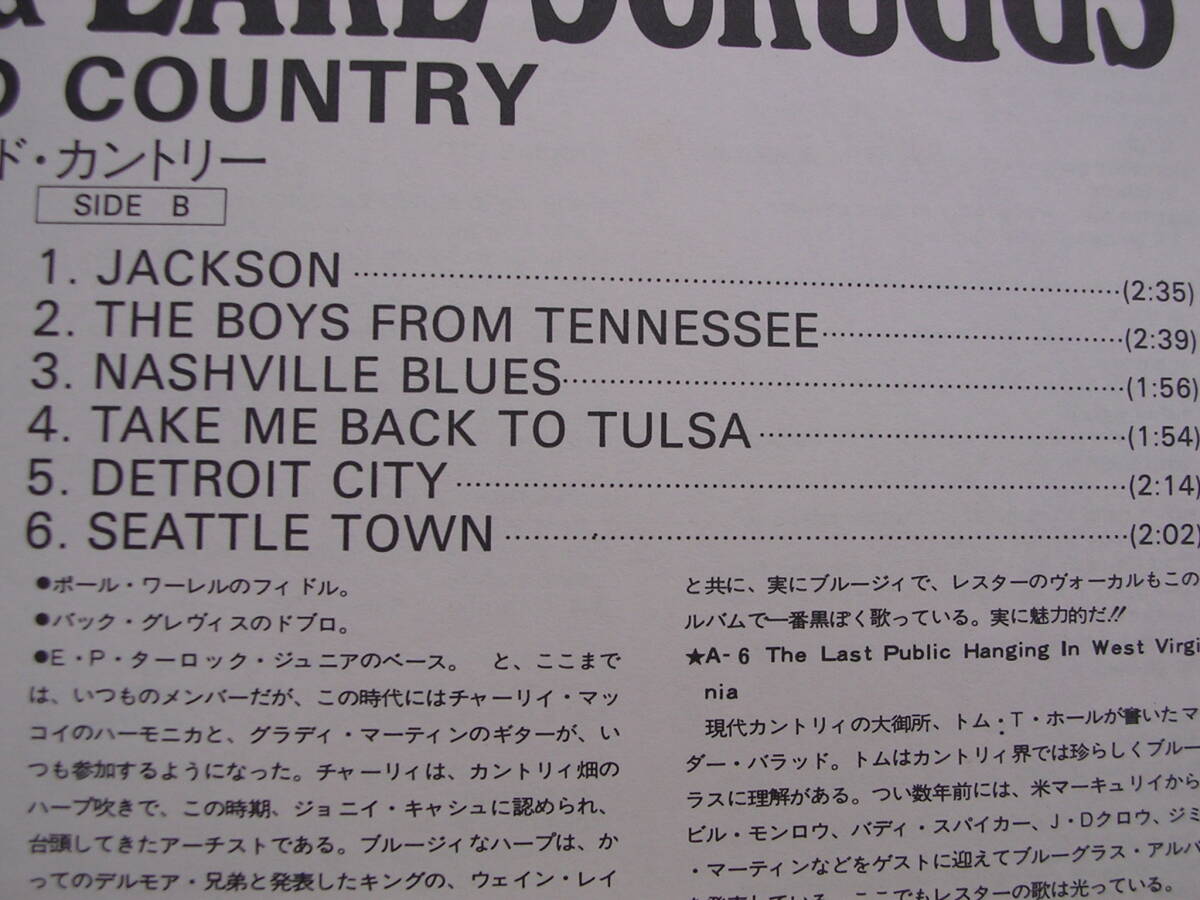 & EARL SCRUGGS
D COUNTRY
ド・カントリー
SIDE B
1. JACKSON (2:35)
2. THE BOYS FROM TENNESSEE (2:39)
3. NASHVILLE BLUES (1:56)
4. TAKE ME BACK TO TULSA (1:54)
5. DETROIT CITY (2:14)
6. SEATTLE TOWN (2:02)
●ポール・ワーレルのフィドル。
●バック・グレヴィスのドブロ。
●E・P・ターロック・ジュニアのベース。 と、ここまで
は、いつものメンバーだが、この時代にはチャーリイ・マッ
コイのハーモニカと、グラディ・マーティンのギターが、い
つも参加するようになった。チャーリィは、カントリィ畑の
ハープ吹きで、この時期、ジョニイ・キャシュに認められ、
台頭してきたアーチストである。ブルージィなハープは、か
ってのデルモア・兄弟と発表したキングの、ウェイン・レイ
と共に、実にブルージィで、レスターのヴォーカルもこの
ルバムで一番黒ぽく歌っている。実に魅力的だ!!
★A-6 The Last Public Hanging In West Virgi
nia
現代カントリィの大御所、トム・T・ホールが書いたマ
ダー・バラッド。トムはカントリィ界では珍らしくブルー
ラスに理解がある。つい数年前には、米マーキュリイから
ビル・モンロウ、バディ・スパイカー、J・Dクロウ、ジミ
・マーティンなどをゲストに迎えてブルーグラス・アルバ
を発表している。ここでもレスターの歌は光っている。